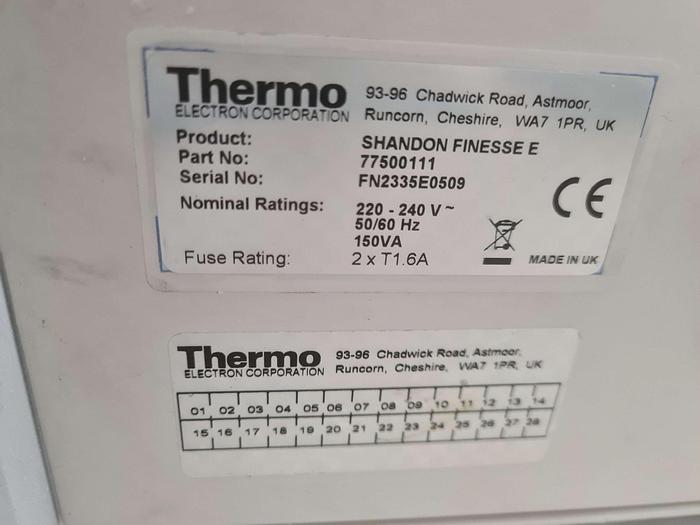 Thermo
ELECTRON CORPORATION
93-96 Chadwick Road, Astmoor,
Runcorn, Cheshire, WA7 1PR, UK
Product: SHANDON FINESSE E
Part No: 77500111
Serial No: FN2335E0509
Nominal Ratings: 220 - 240 V ~
50/60 Hz
150VA
Fuse Rating: 2 x T1.6A
CE
MADE IN UK
Thermo
ELECTRON CORPORATION
93-96 Chadwick Road, Astmoor,
Runcorn, Cheshire, WA7 1PR, UK
01 02 03 04 05 06 07 08 09 10 11 12 13 14
15 16 17 18 19 20 21 22 23 24 25 26 27 28